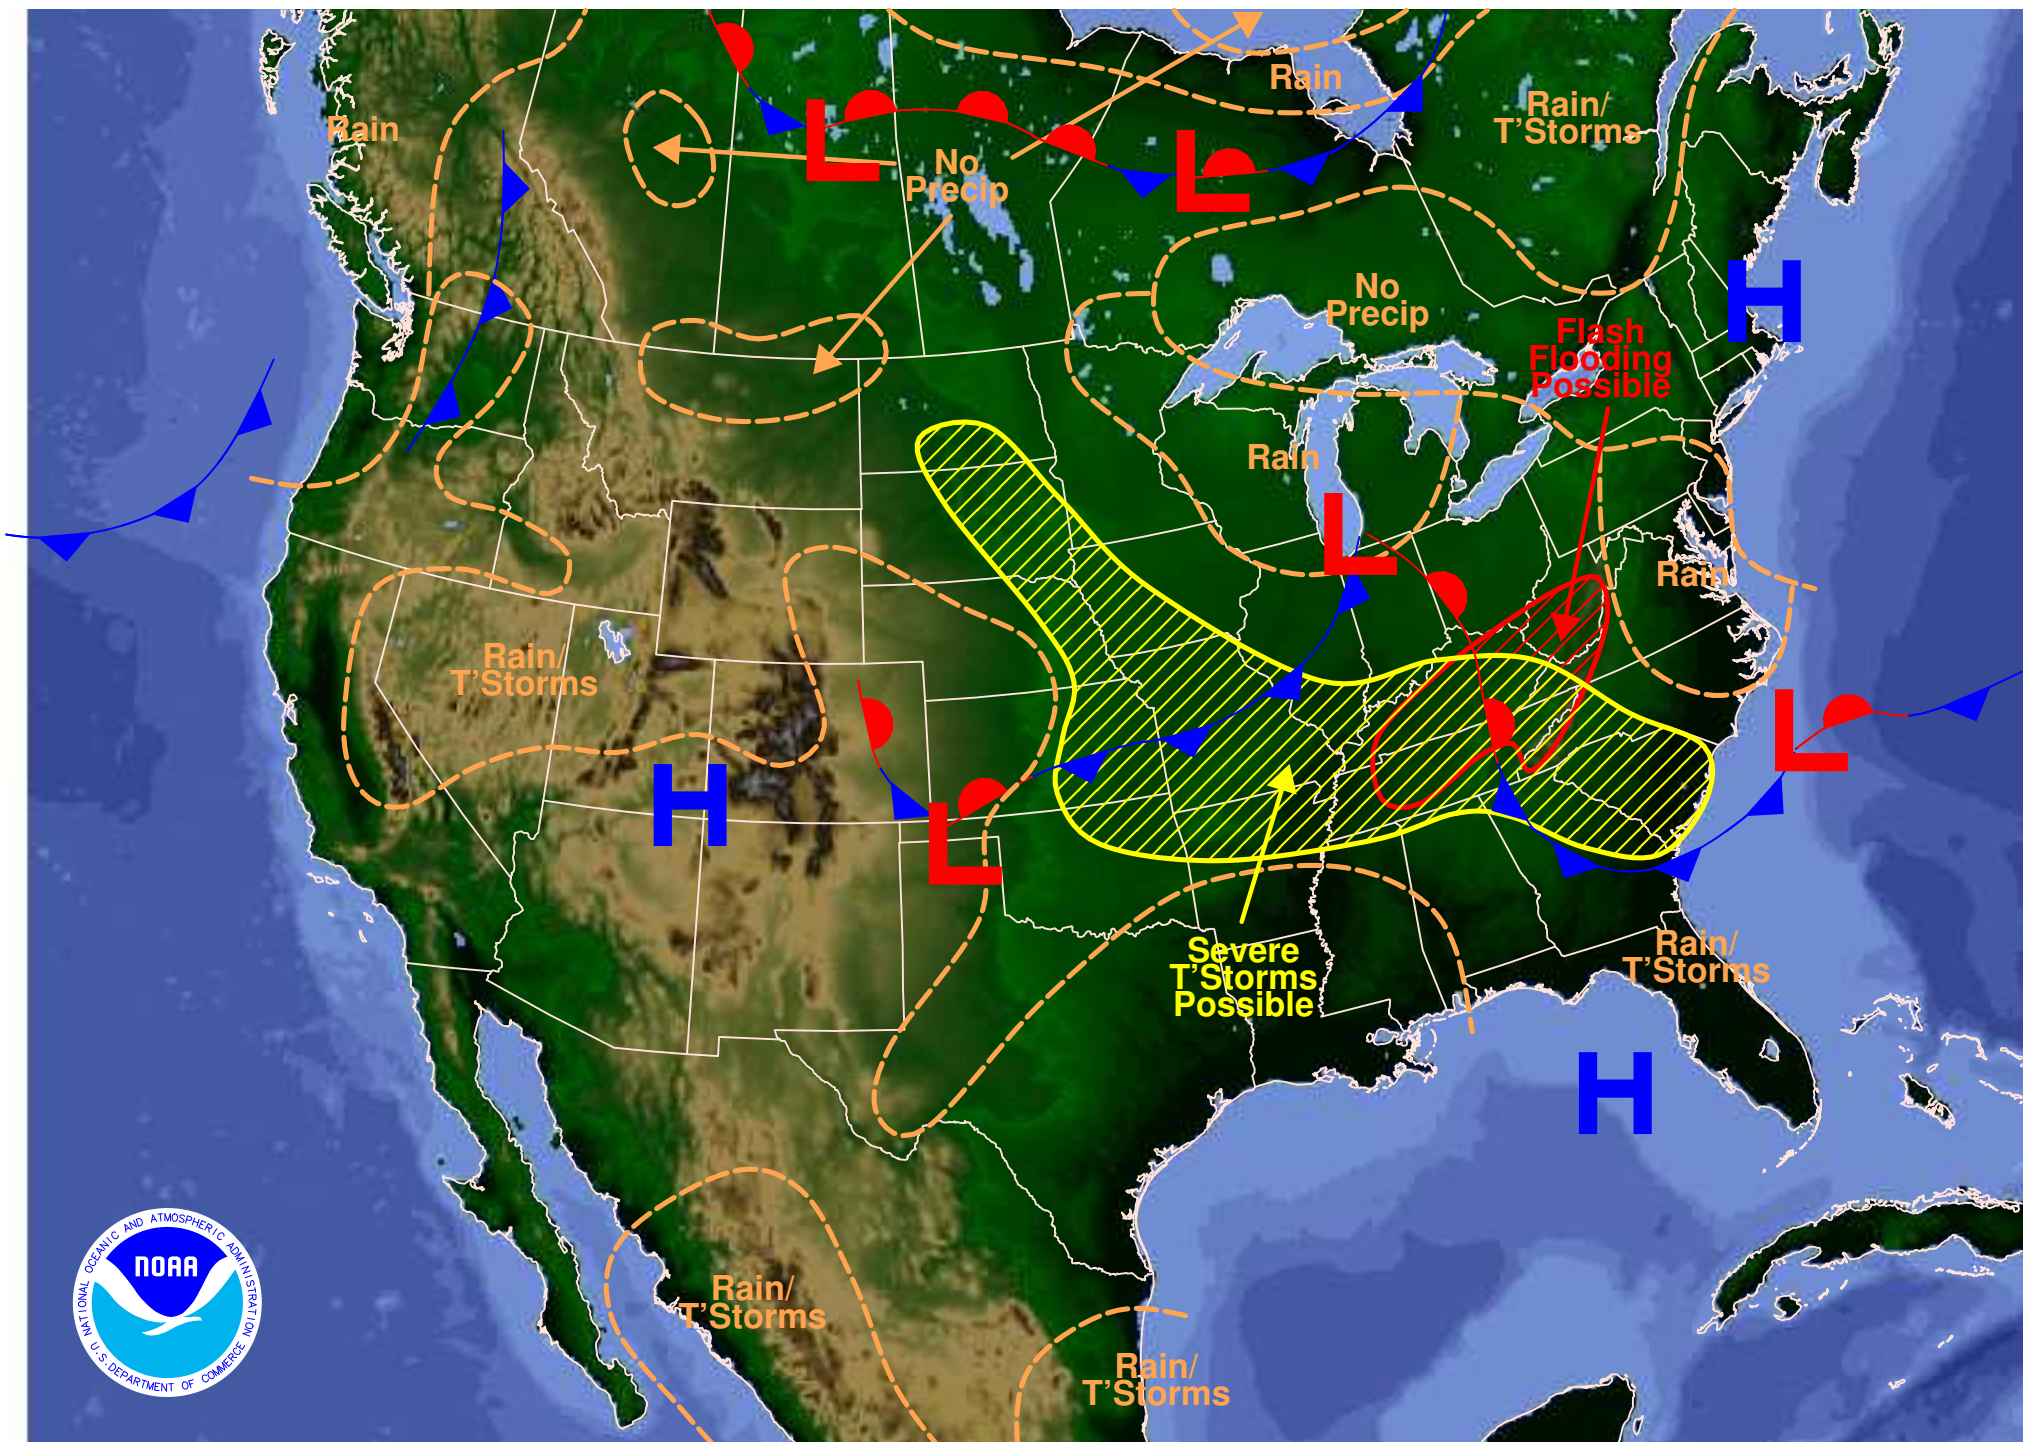 Rain
Rain
Rain/
T'Storms
No
Precip
No
Precip
Flash
Flooding
Possible
Rain
Rain
Rain/
T'Storms
L
L
H
L
H
L
L
Severe
T'Storms
Possible
Rain/
T'Storms
H
Rain/
T'Storms
Rain/
T'Storms
NATIONAL OCEANIC AND ATMOSPHERIC ADMINISTRATION
NOAA
U.S. DEPARTMENT OF COMMERCE